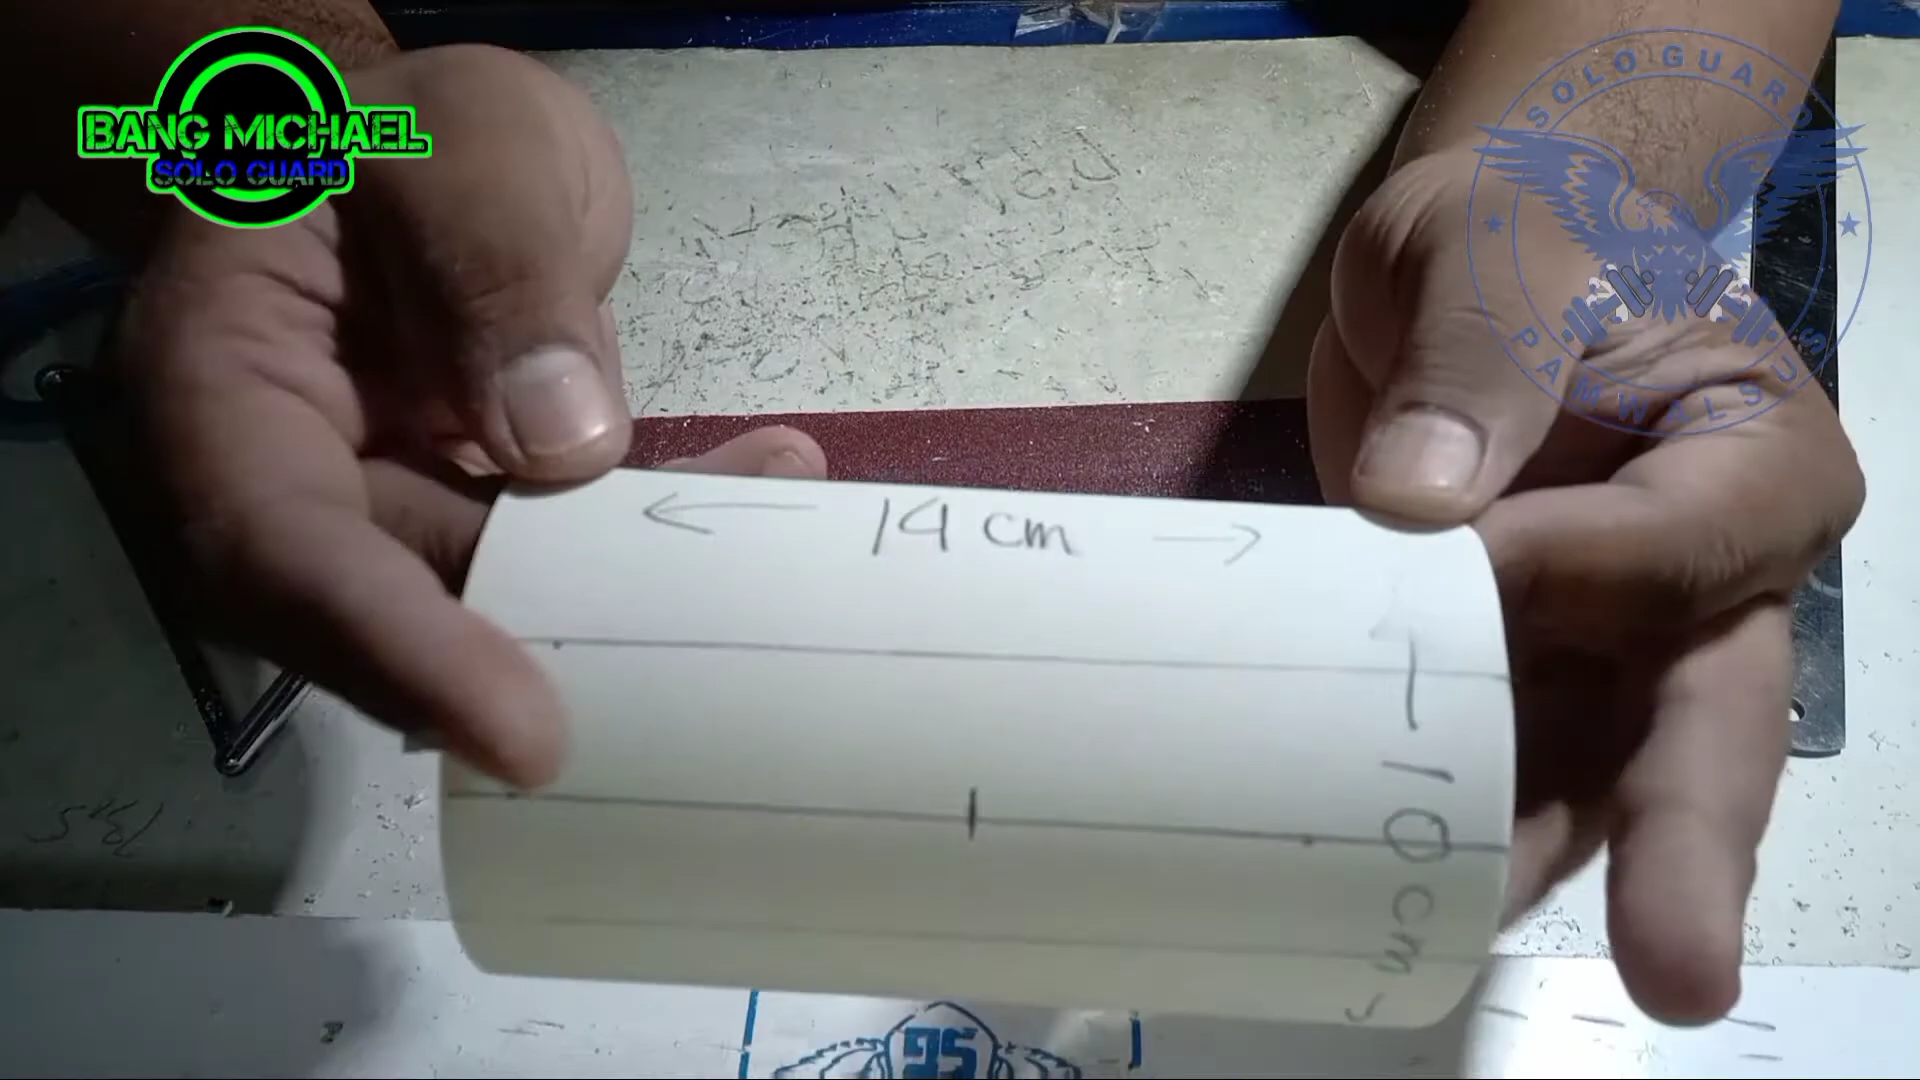 BANG MICHAEL
SOLO GUARD
SOLO GUARD
PAMWALSUS
← 14 cm →
← 10 cm →